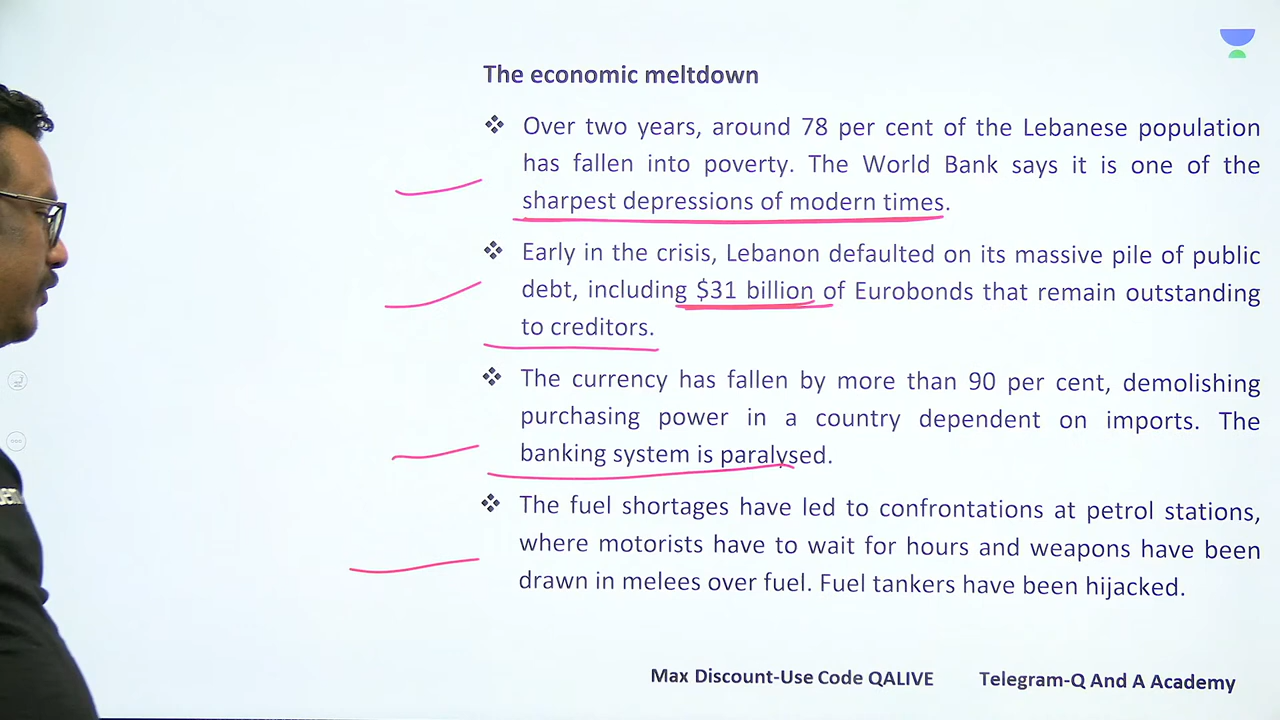 The economic meltdown
❖ Over two years, around 78 per cent of the Lebanese population
has fallen into poverty. The World Bank says it is one of the
sharpest depressions of modern times.
❖ Early in the crisis, Lebanon defaulted on its massive pile of public
debt, including $31 billion of Eurobonds that remain outstanding
to creditors.
❖ The currency has fallen by more than 90 per cent, demolishing
purchasing power in a country dependent on imports. The
banking system is paralysed.
❖ The fuel shortages have led to confrontations at petrol stations,
where motorists have to wait for hours and weapons have been
drawn in melees over fuel. Fuel tankers have been hijacked.
Max Discount-Use Code QALIVE Telegram-Q And A Academy